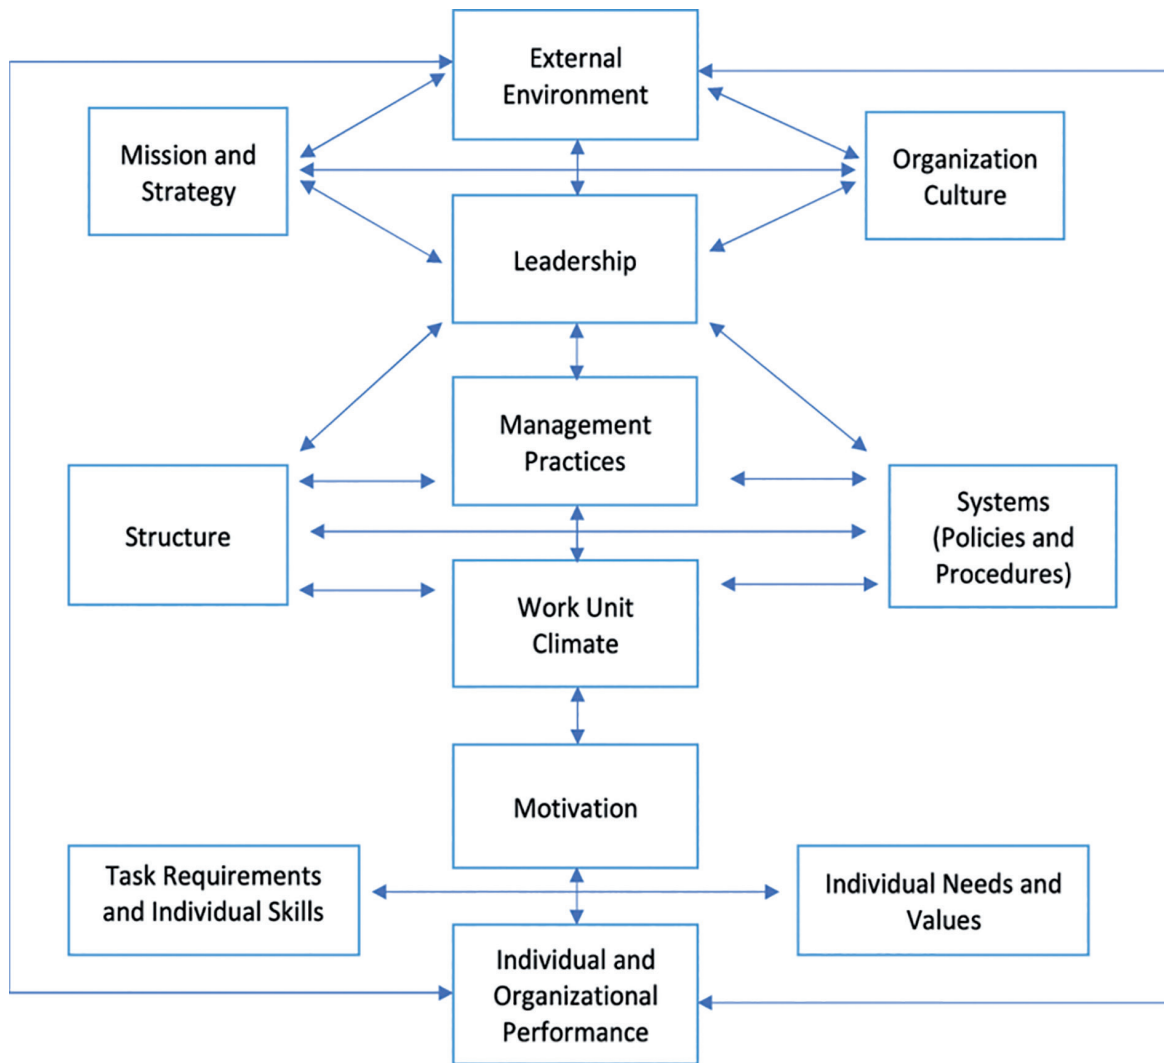 External
Environment
Mission and
Strategy
Organization
Culture
Leadership
Management
Practices
Structure
Systems
(Policies and
Procedures)
Work Unit
Climate
Motivation
Task Requirements
and Individual Skills
Individual Needs and
Values
Individual and
Organizational
Performance